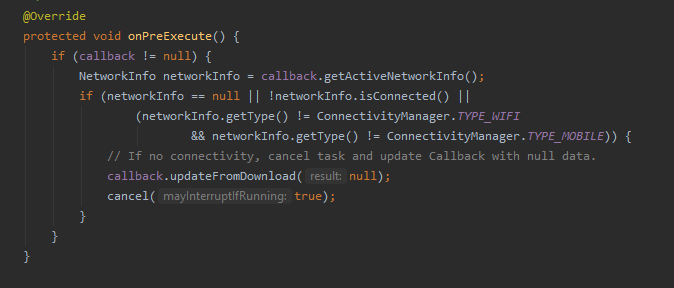 @Override
protected void onPreExecute() {
if (callback != null) {
NetworkInfo networkInfo = callback.getActiveNetworkInfo();
if (networkInfo == null || !networkInfo.isConnected() ||
(networkInfo.getType() != ConnectivityManager.TYPE_WIFI
&& networkInfo.getType() != ConnectivityManager.TYPE_MOBILE)) {
// If no connectivity, cancel task and update Callback with null data.
callback.updateFromDownload( result: null);
cancel( mayInterruptIfRunning: true);
}
}
}